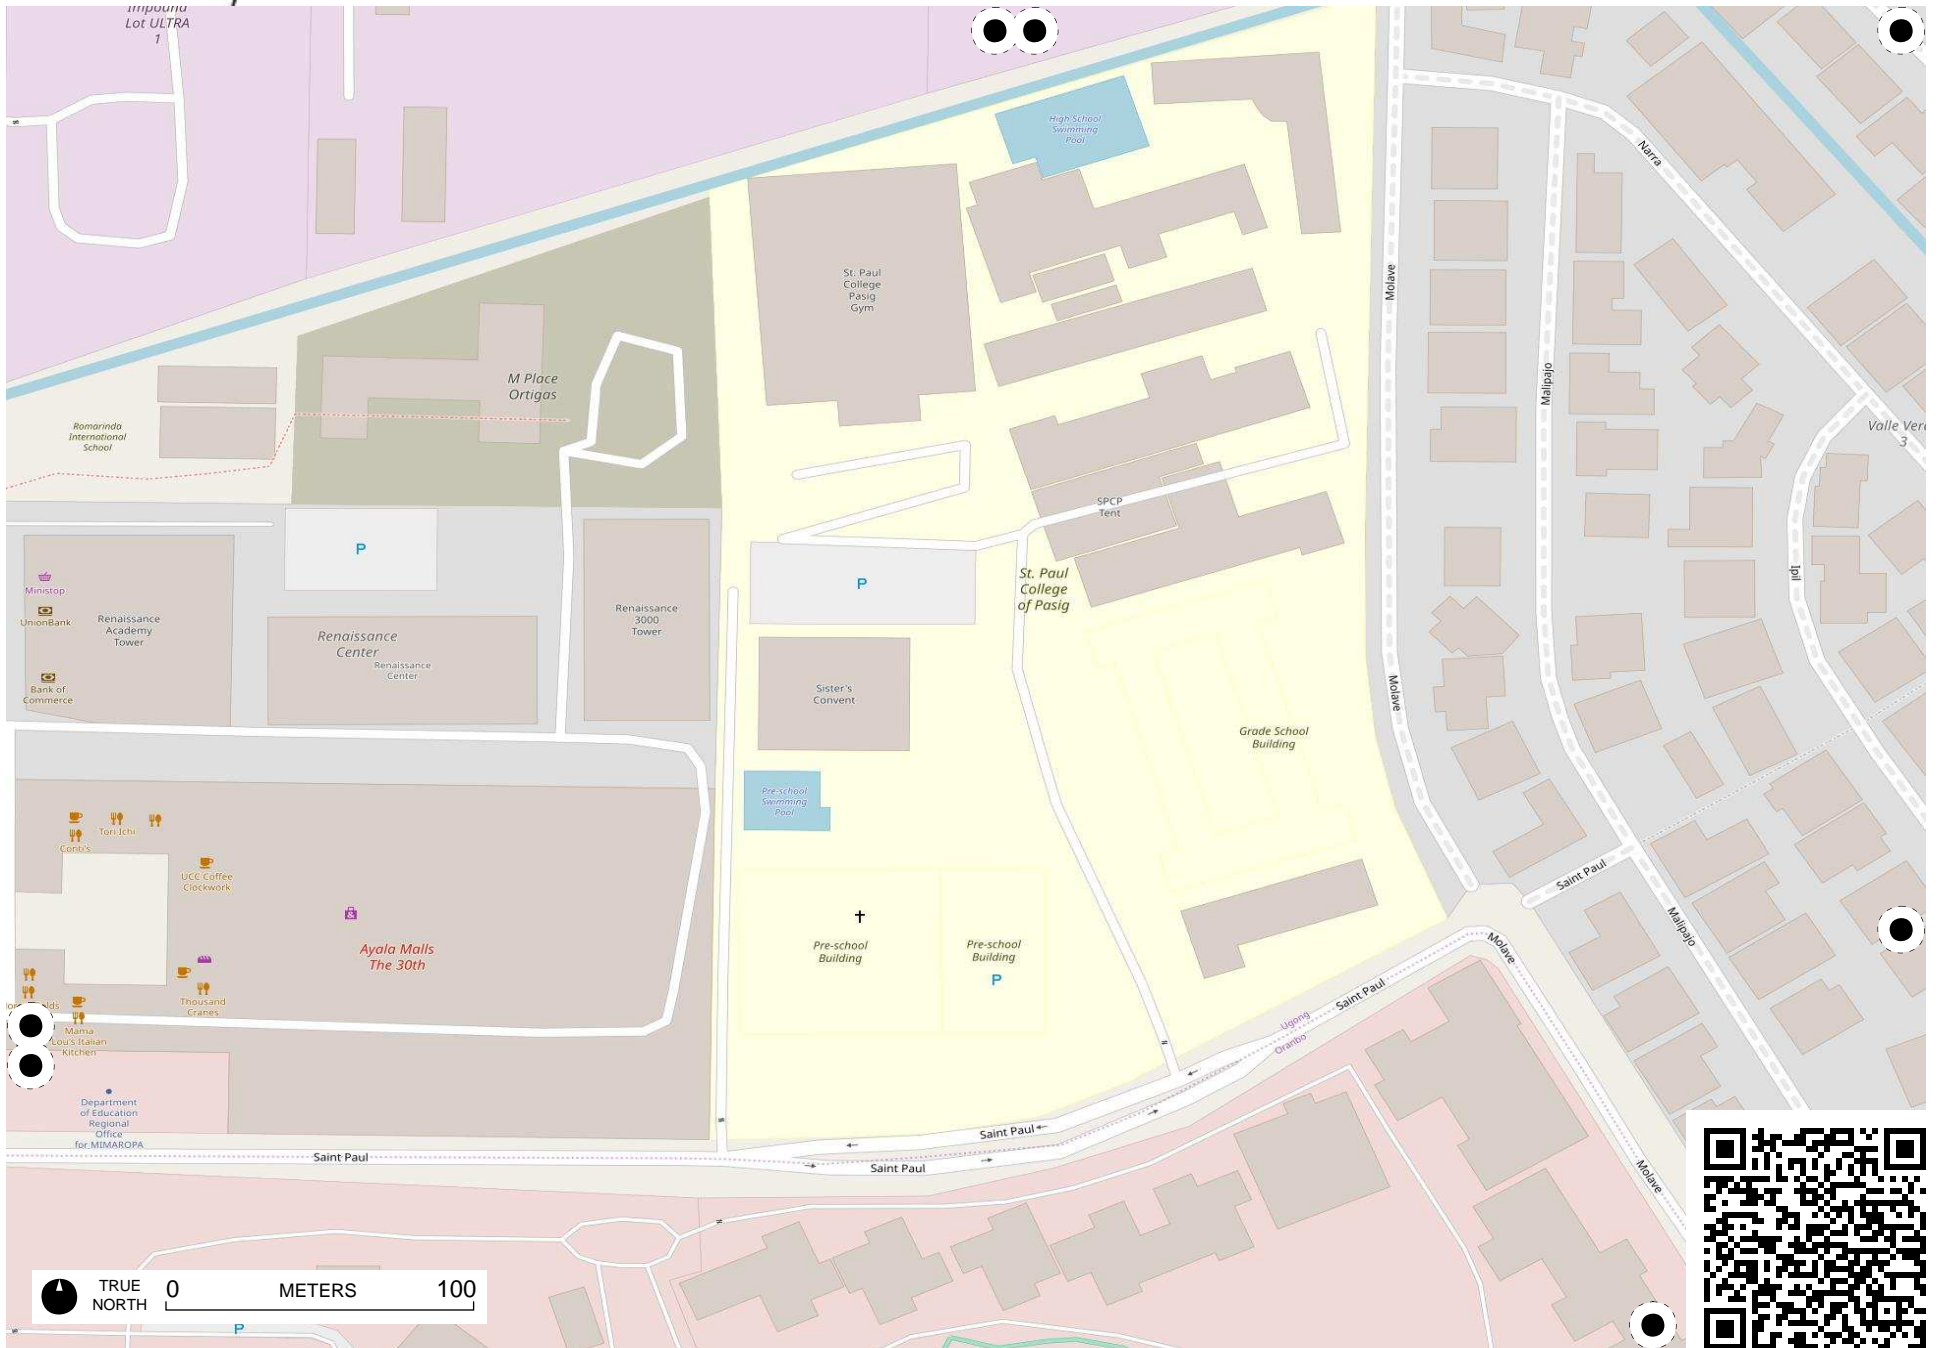 Impound
Lot ULTRA
1
High School
Swimming
Pool
Narra
St. Paul
College
Pasig
Gym
Molave
Malipajo
M Place
Ortigas
Romarinda
International
School
SPCP
Tent
P
P
Ministop
UnionBank
Renaissance
Academy
Tower
Renaissance
Center
Renaissance
Center
Bank of
Commerce
Renaissance
3000
Tower
St. Paul
College
of Pasig
Ipil
Sister's
Convent
Molave
Grade School
Building
Pre-school
Swimming
Pool
Tori Ichi
Conti's
UCC Coffee
Clockwork
Saint Paul
Malipajo
Ayala Malls
The 30th
Pre-school
Building
Pre-school
Building
P
Molave
Saint Paul
Thousand
Cranes
Mama
Lou's Italian
Kitchen
Ugong
Oranbo
Department
of Education
Regional
Office
for MIMAROPA
Saint Paul
Saint Paul
Saint Paul
Molave
TRUE
NORTH
0 METERS 100
P